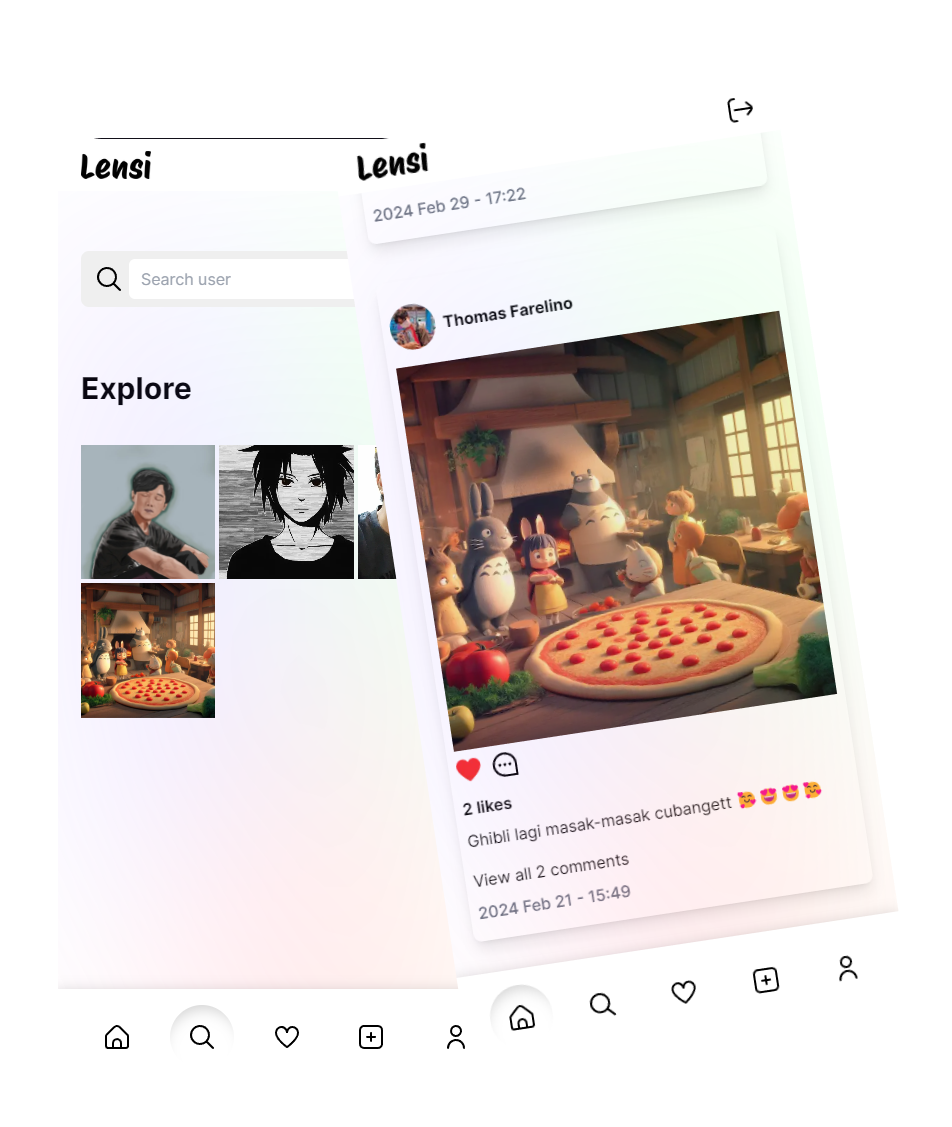 Lensi
Search user
Explore
Lensi
2024 Feb 29 - 17:22
Thomas Farelino
2 likes
Ghibli lagi masak-masak cubangett 🥰😍😍🥰
View all 2 comments
2024 Feb 21 - 15:49